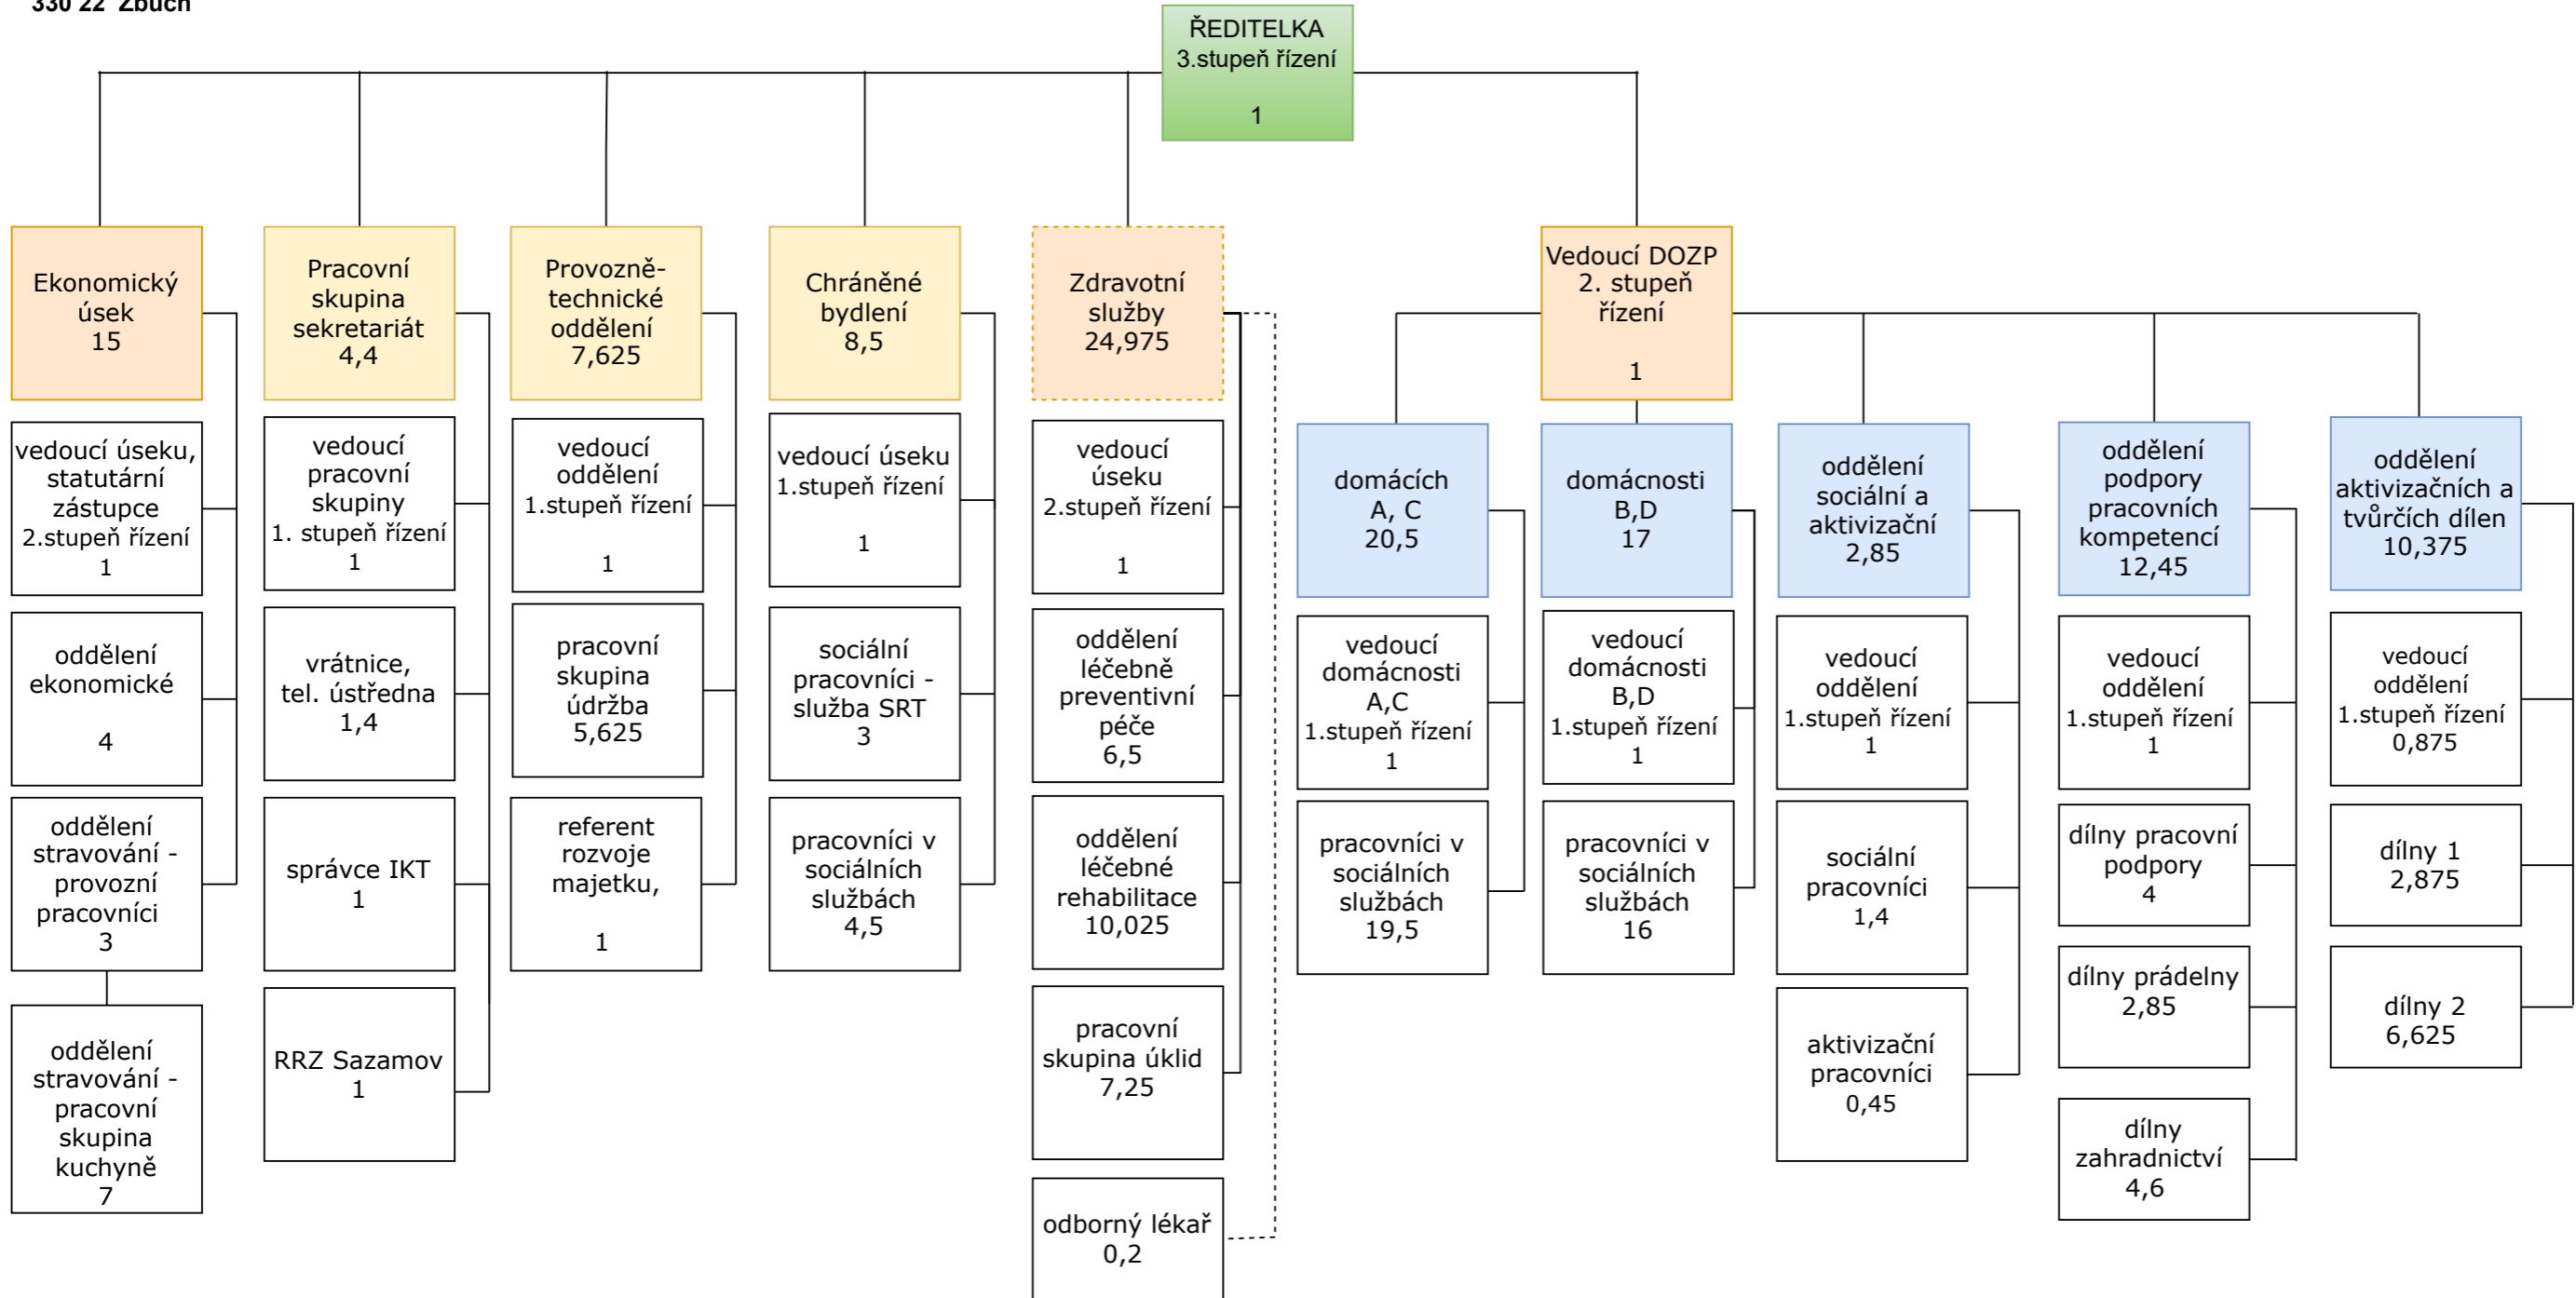 330 22 Zbůch
ŘEDITELKA
3.stupeň řízení
1
Ekonomický
úsek
15
Pracovní
skupina
sekretariát
4,4
Provozně-
technické
oddělení
7,625
Chráněné
bydlení
8,5
Zdravotní
služby
24,975
Vedoucí DOZP
2. stupeň
řízení
1
vedoucí úseku,
statutární
zástupce
2.stupeň řízení
1
oddělení
ekonomické
4
oddělení
stravování -
provozní
pracovníci
3
oddělení
stravování -
pracovní
skupina
kuchyně
7
vedoucí
pracovní
skupiny
1. stupeň řízení
1
vrátnice,
tel. ústředna
1,4
správce IKT
1
RRZ Sazamov
1
vedoucí
oddělení
1.stupeň řízení
1
pracovní
skupina
údržba
5,625
referent
rozvoje
majetku,
1
vedoucí úseku
1.stupeň řízení
1
sociální
pracovníci -
služba SRT
3
pracovníci v
sociálních
službách
4,5
vedoucí
úseku
2.stupeň řízení
1
oddělení
léčebně
preventivní
péče
6,5
oddělení
léčebné
rehabilitace
10,025
pracovní
skupina úklid
7,25
odborný lékař
0,2
domácích
A, C
20,5
vedoucí
domácnosti
A,C
1.stupeň řízení
1
pracovníci v
sociálních
službách
19,5
domácnosti
B,D
17
vedoucí
domácnosti
B,D
1.stupeň řízení
1
pracovníci v
sociálních
službách
16
oddělení
sociální a
aktivizační
2,85
vedoucí
oddělení
1.stupeň řízení
1
sociální
pracovníci
1,4
aktivizační
pracovníci
0,45
oddělení
podpory
pracovních
kompetencí
12,45
vedoucí
oddělení
1.stupeň řízení
1
dílny pracovní
podpory
4
dílny prádelny
2,85
dílny
zahradnictví
4,6
oddělení
aktivizačních a
tvůrčích dílen
10,375
vedoucí
oddělení
1.stupeň řízení
0,875
dílny 1
2,875
dílny 2
6,625